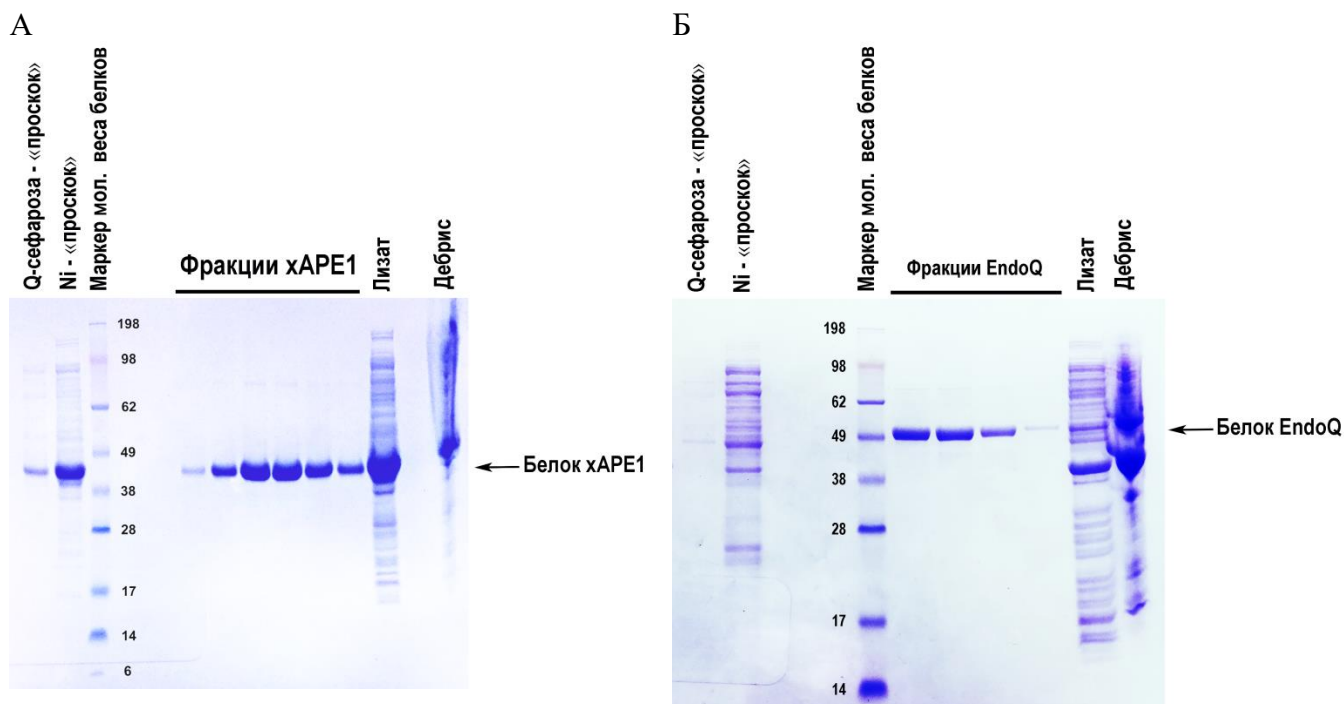 А
Q-сефароза - «проскок»
Ni - «проскок»
Маркер мол. веса белков
Фракции xAPE1
Лизат
Дебрис
198
98
62
49
38
28
17
14
6
Белок xAPE1
Б
Q-сефароза - «проскок»
Ni - «проскок»
Маркер мол. веса белков
Фракции EndoQ
Лизат
Дебрис
198
98
62
49
38
28
17
14
Белок EndoQ